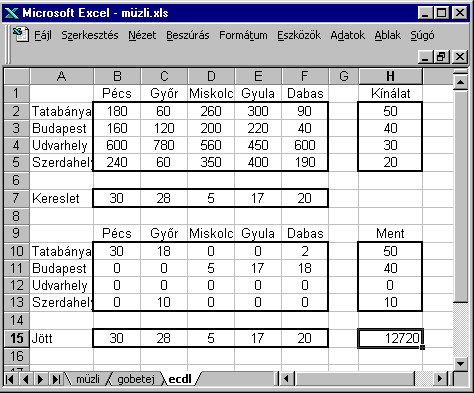 Microsoft Excel - müzli.xls
Fájl Szerkesztés Nézet Beszúrás Formátum Eszközök Adatok Ablak Súgó
A B C D E F G H
1 Pécs Győr Miskolc Gyula Dabas Kínálat
2 Tatabánya 180 60 260 300 90 50
3 Budapest 160 120 200 220 40 40
4 Udvarhely 600 780 560 450 600 30
5 Szerdahely 240 60 350 400 190 20
6
7 Kereslet 30 28 5 17 20
8
9 Pécs Győr Miskolc Gyula Dabas Ment
10 Tatabánya 30 18 0 0 2 50
11 Budapest 0 0 5 17 18 40
12 Udvarhely 0 0 0 0 0 0
13 Szerdahely 0 10 0 0 0 10
14
15 Jött 30 28 5 17 20 12720
16
müzli gobetej ecdl